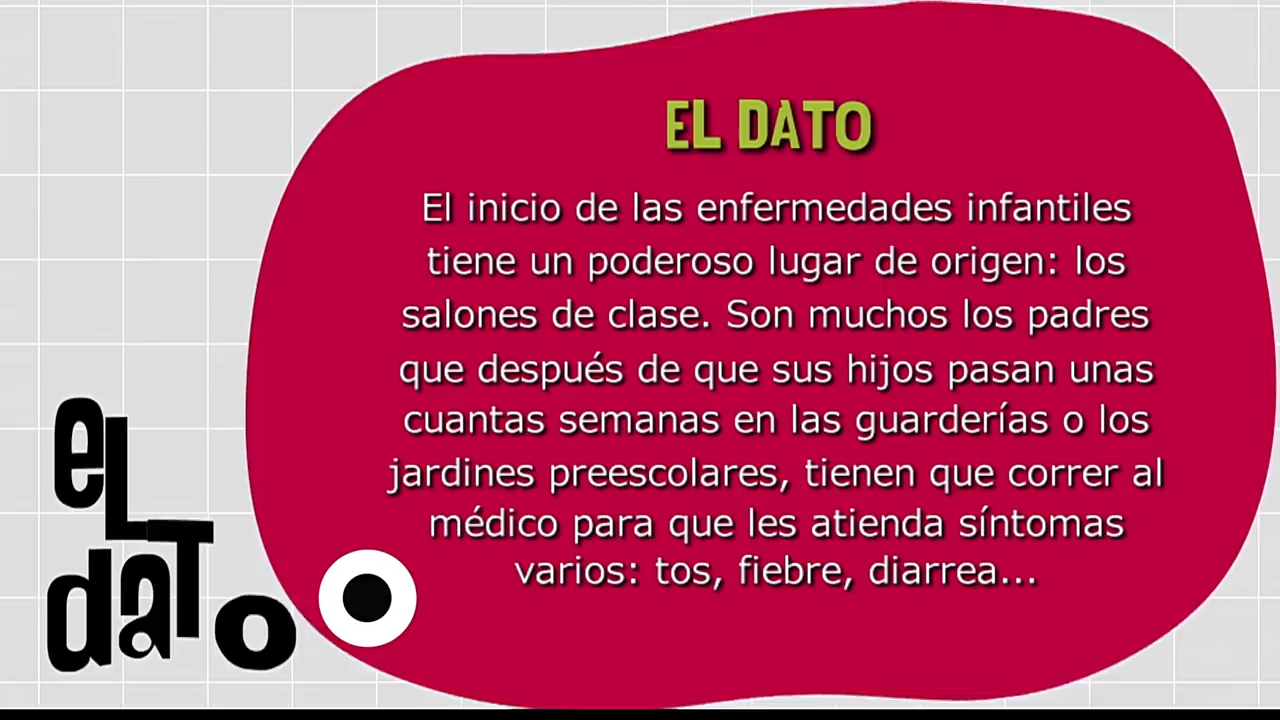 EL DATO
El inicio de las enfermedades infantiles
tiene un poderoso lugar de origen: los
salones de clase. Son muchos los padres
que después de que sus hijos pasan unas
cuantas semanas en las guarderías o los
jardines preescolares, tienen que correr al
médico para que les atienda síntomas
varios: tos, fiebre, diarrea...
eL
daTo